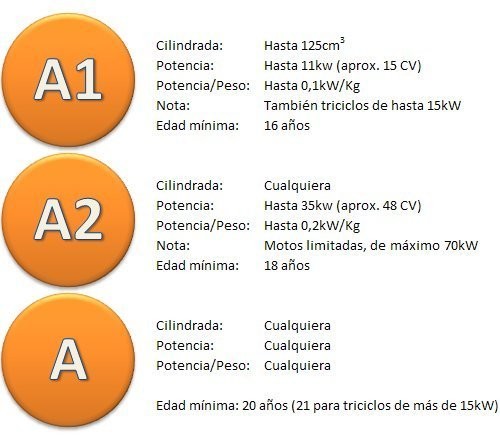 A1
Cilindrada: Hasta 125cm³
Potencia: Hasta 11kw (aprox. 15 CV)
Potencia/Peso: Hasta 0,1kW/Kg
Nota: También triciclos de hasta 15kW
Edad mínima: 16 años
A2
Cilindrada: Cualquiera
Potencia: Hasta 35kw (aprox. 48 CV)
Potencia/Peso: Hasta 0,2kW/Kg
Nota: Motos limitadas, de máximo 70kW
Edad mínima: 18 años
A
Cilindrada: Cualquiera
Potencia: Cualquiera
Potencia/Peso: Cualquiera
Edad mínima: 20 años (21 para triciclos de más de 15kW)